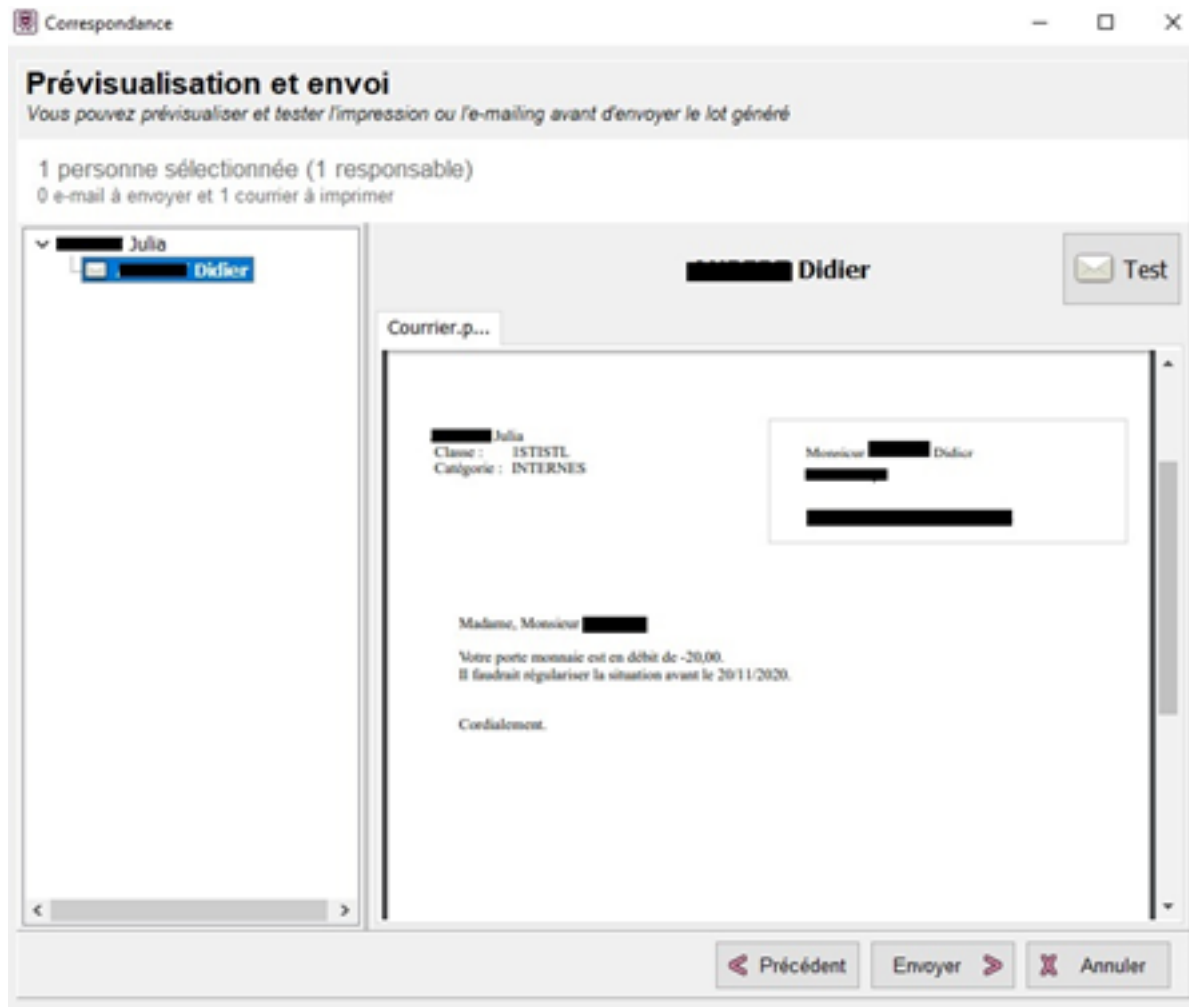 Correspondance
Prévisualisation et envoi
Vous pouvez prévisualiser et tester l'impression ou l'e-mailing avant d'envoyer le lot généré
1 personne sélectionnée (1 responsable)
0 e-mail à envoyer et 1 courrier à imprimer
Julia
Didier
Didier
Test
Courrier.p...
Julia
Classe : 1STISTL
Catégorie : INTERNES
Monsieur Didier
Madame, Monsieur
Votre porte monnaie est en débit de -20,00.
Il faudrait régulariser la situation avant le 20/11/2020.
Cordialement.
Précédent
Envoyer
Annuler